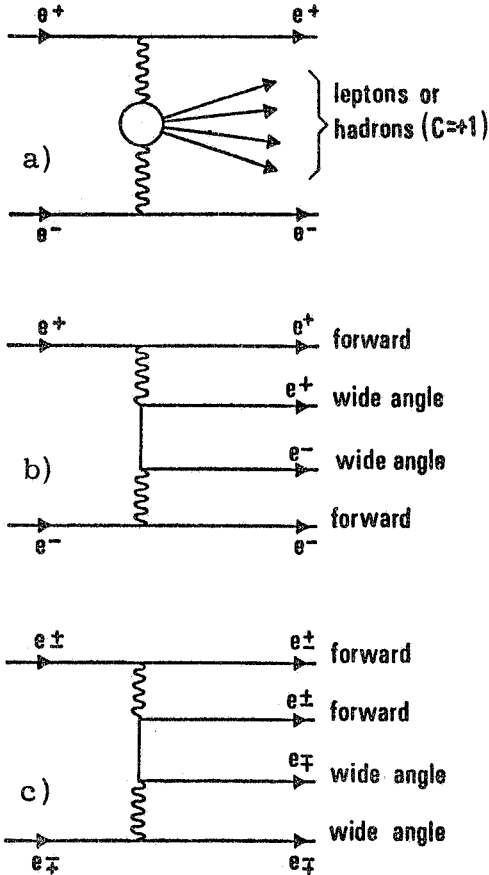 e+ e+
leptons or
hadrons (C=+1)
a)
e- e-
e+ e+ forward
e+ wide angle
b)
e- wide angle
e- e- forward
e± e± forward
e± forward
c)
e∓ wide angle
e∓ e∓ wide angle